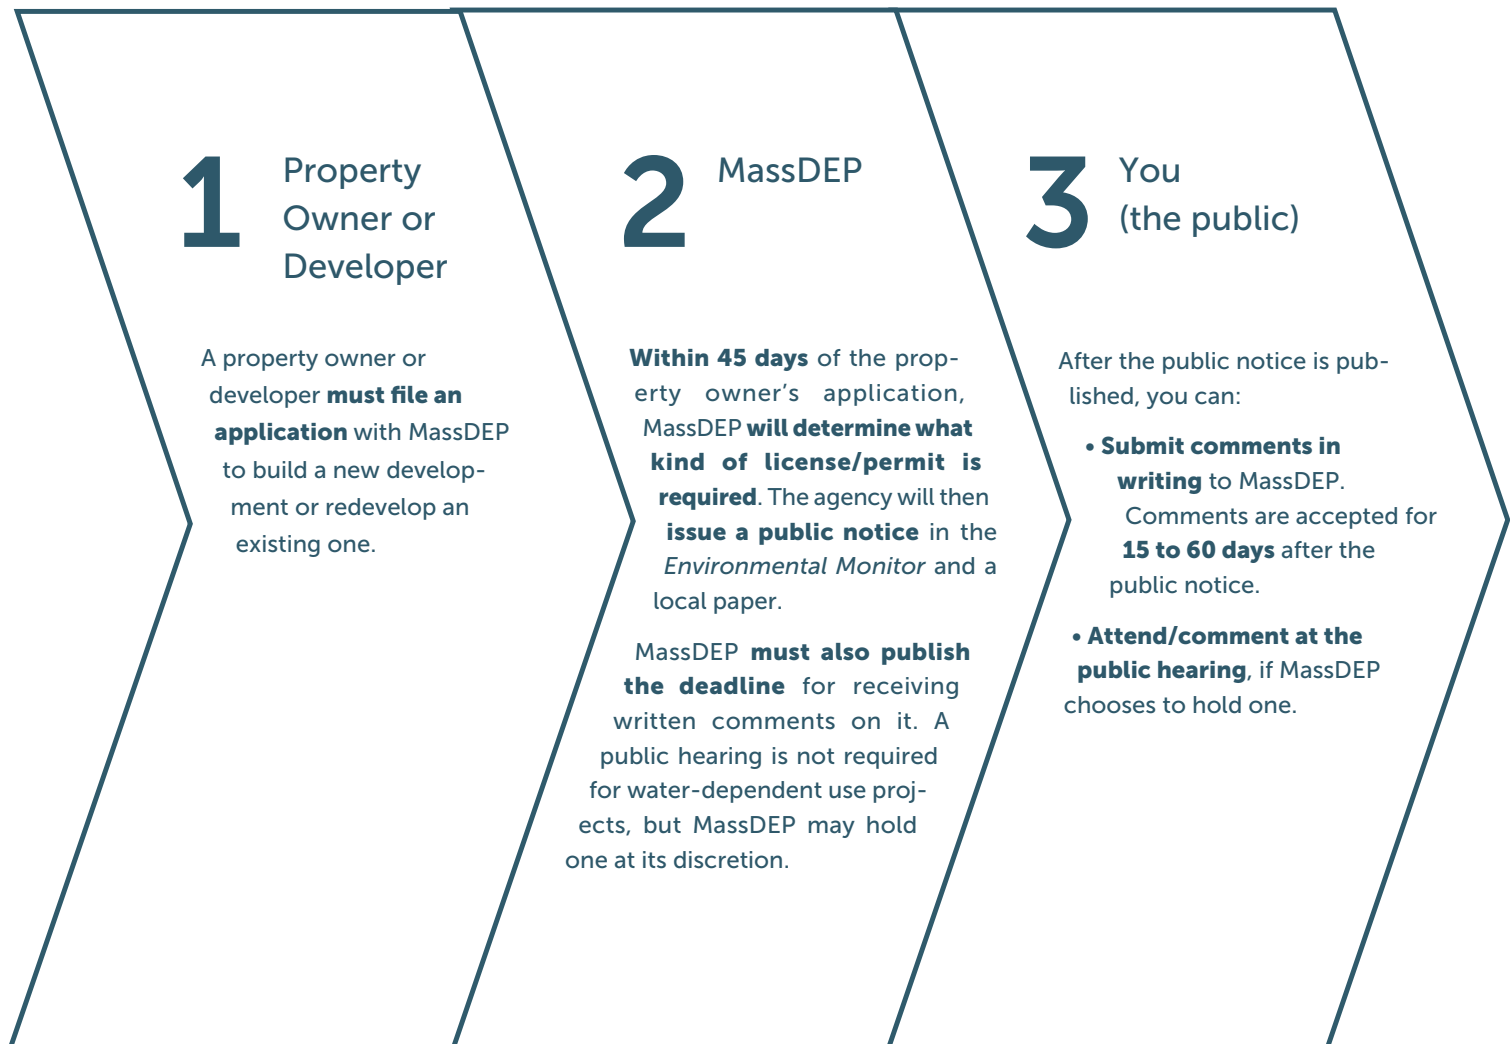 1
Property
Owner or
Developer
A property owner or
developer must file an
application with MassDEP
to build a new develop-
ment or redevelop an
existing one.
2
MassDEP
Within 45 days of the prop-
erty owner's application,
MassDEP will determine what
kind of license/permit is
required. The agency will then
issue a public notice in the
Environmental Monitor and a
local paper.
MassDEP must also publish
the deadline for receiving
written comments on it. A
public hearing is not required
for water-dependent use proj-
ects, but MassDEP may hold
one at its discretion.
3
You
(the public)
After the public notice is pub-
lished, you can:
• Submit comments in
writing to MassDEP.
Comments are accepted for
15 to 60 days after the
public notice.
• Attend/comment at the
public hearing, if MassDEP
chooses to hold one.